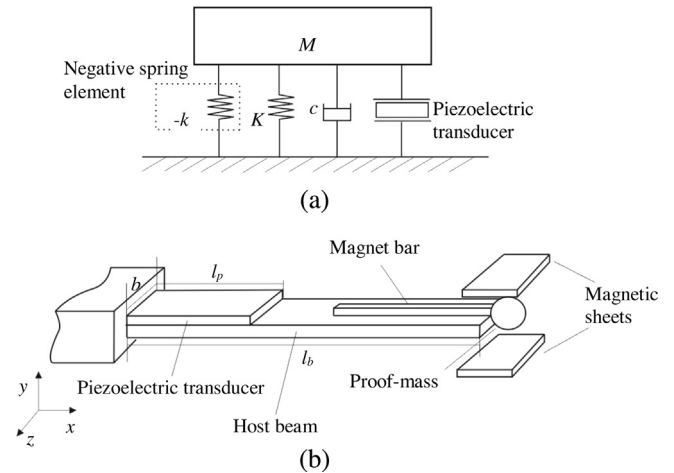 M
Negative spring
element
-k
K
c
Piezoelectric
transducer
(a)
Magnet bar
b
l_p
Magnetic
sheets
l_b
Proof-mass
Piezoelectric transducer
Host beam
y
x
z
(b)